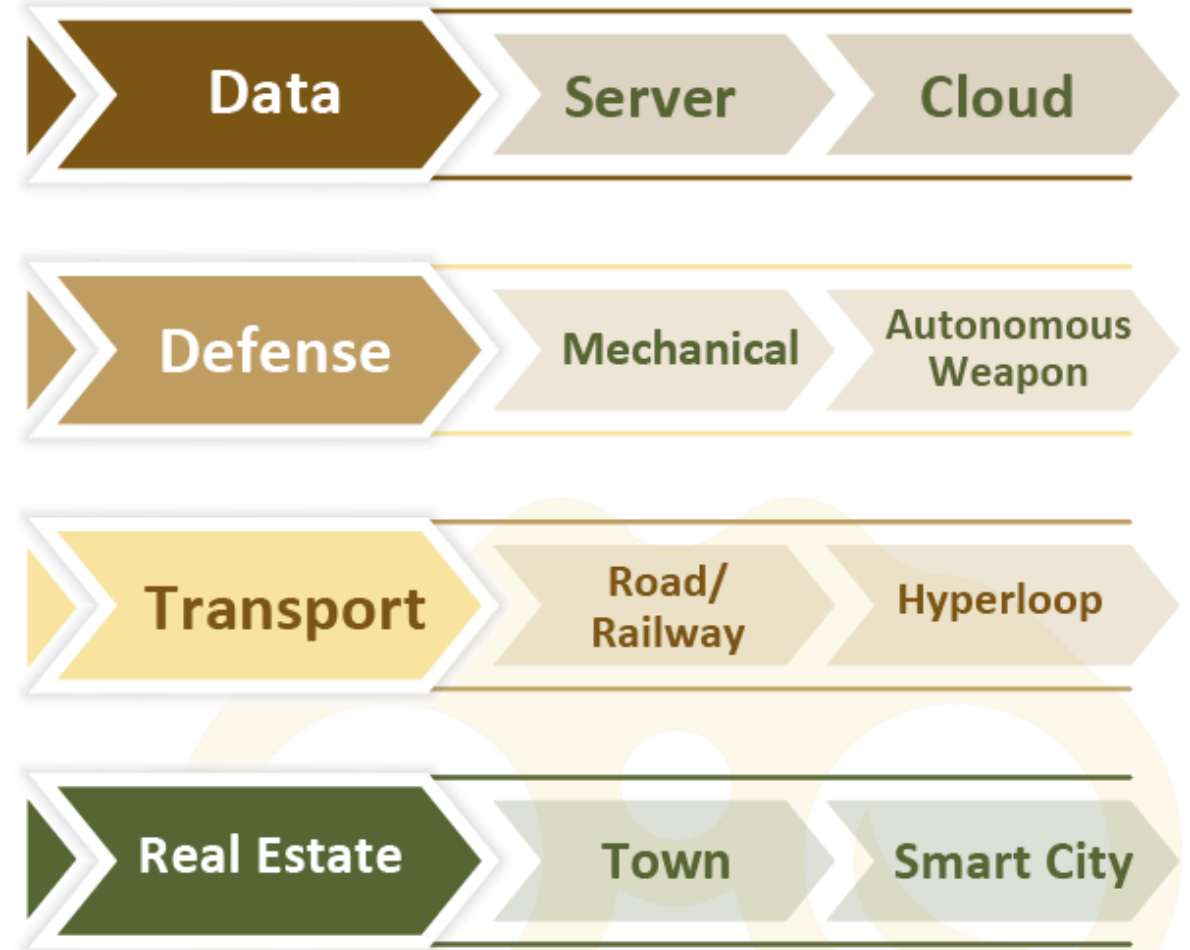 Data
Server
Cloud
Defense
Mechanical
Autonomous
Weapon
Transport
Road/
Railway
Hyperloop
Real Estate
Town
Smart City